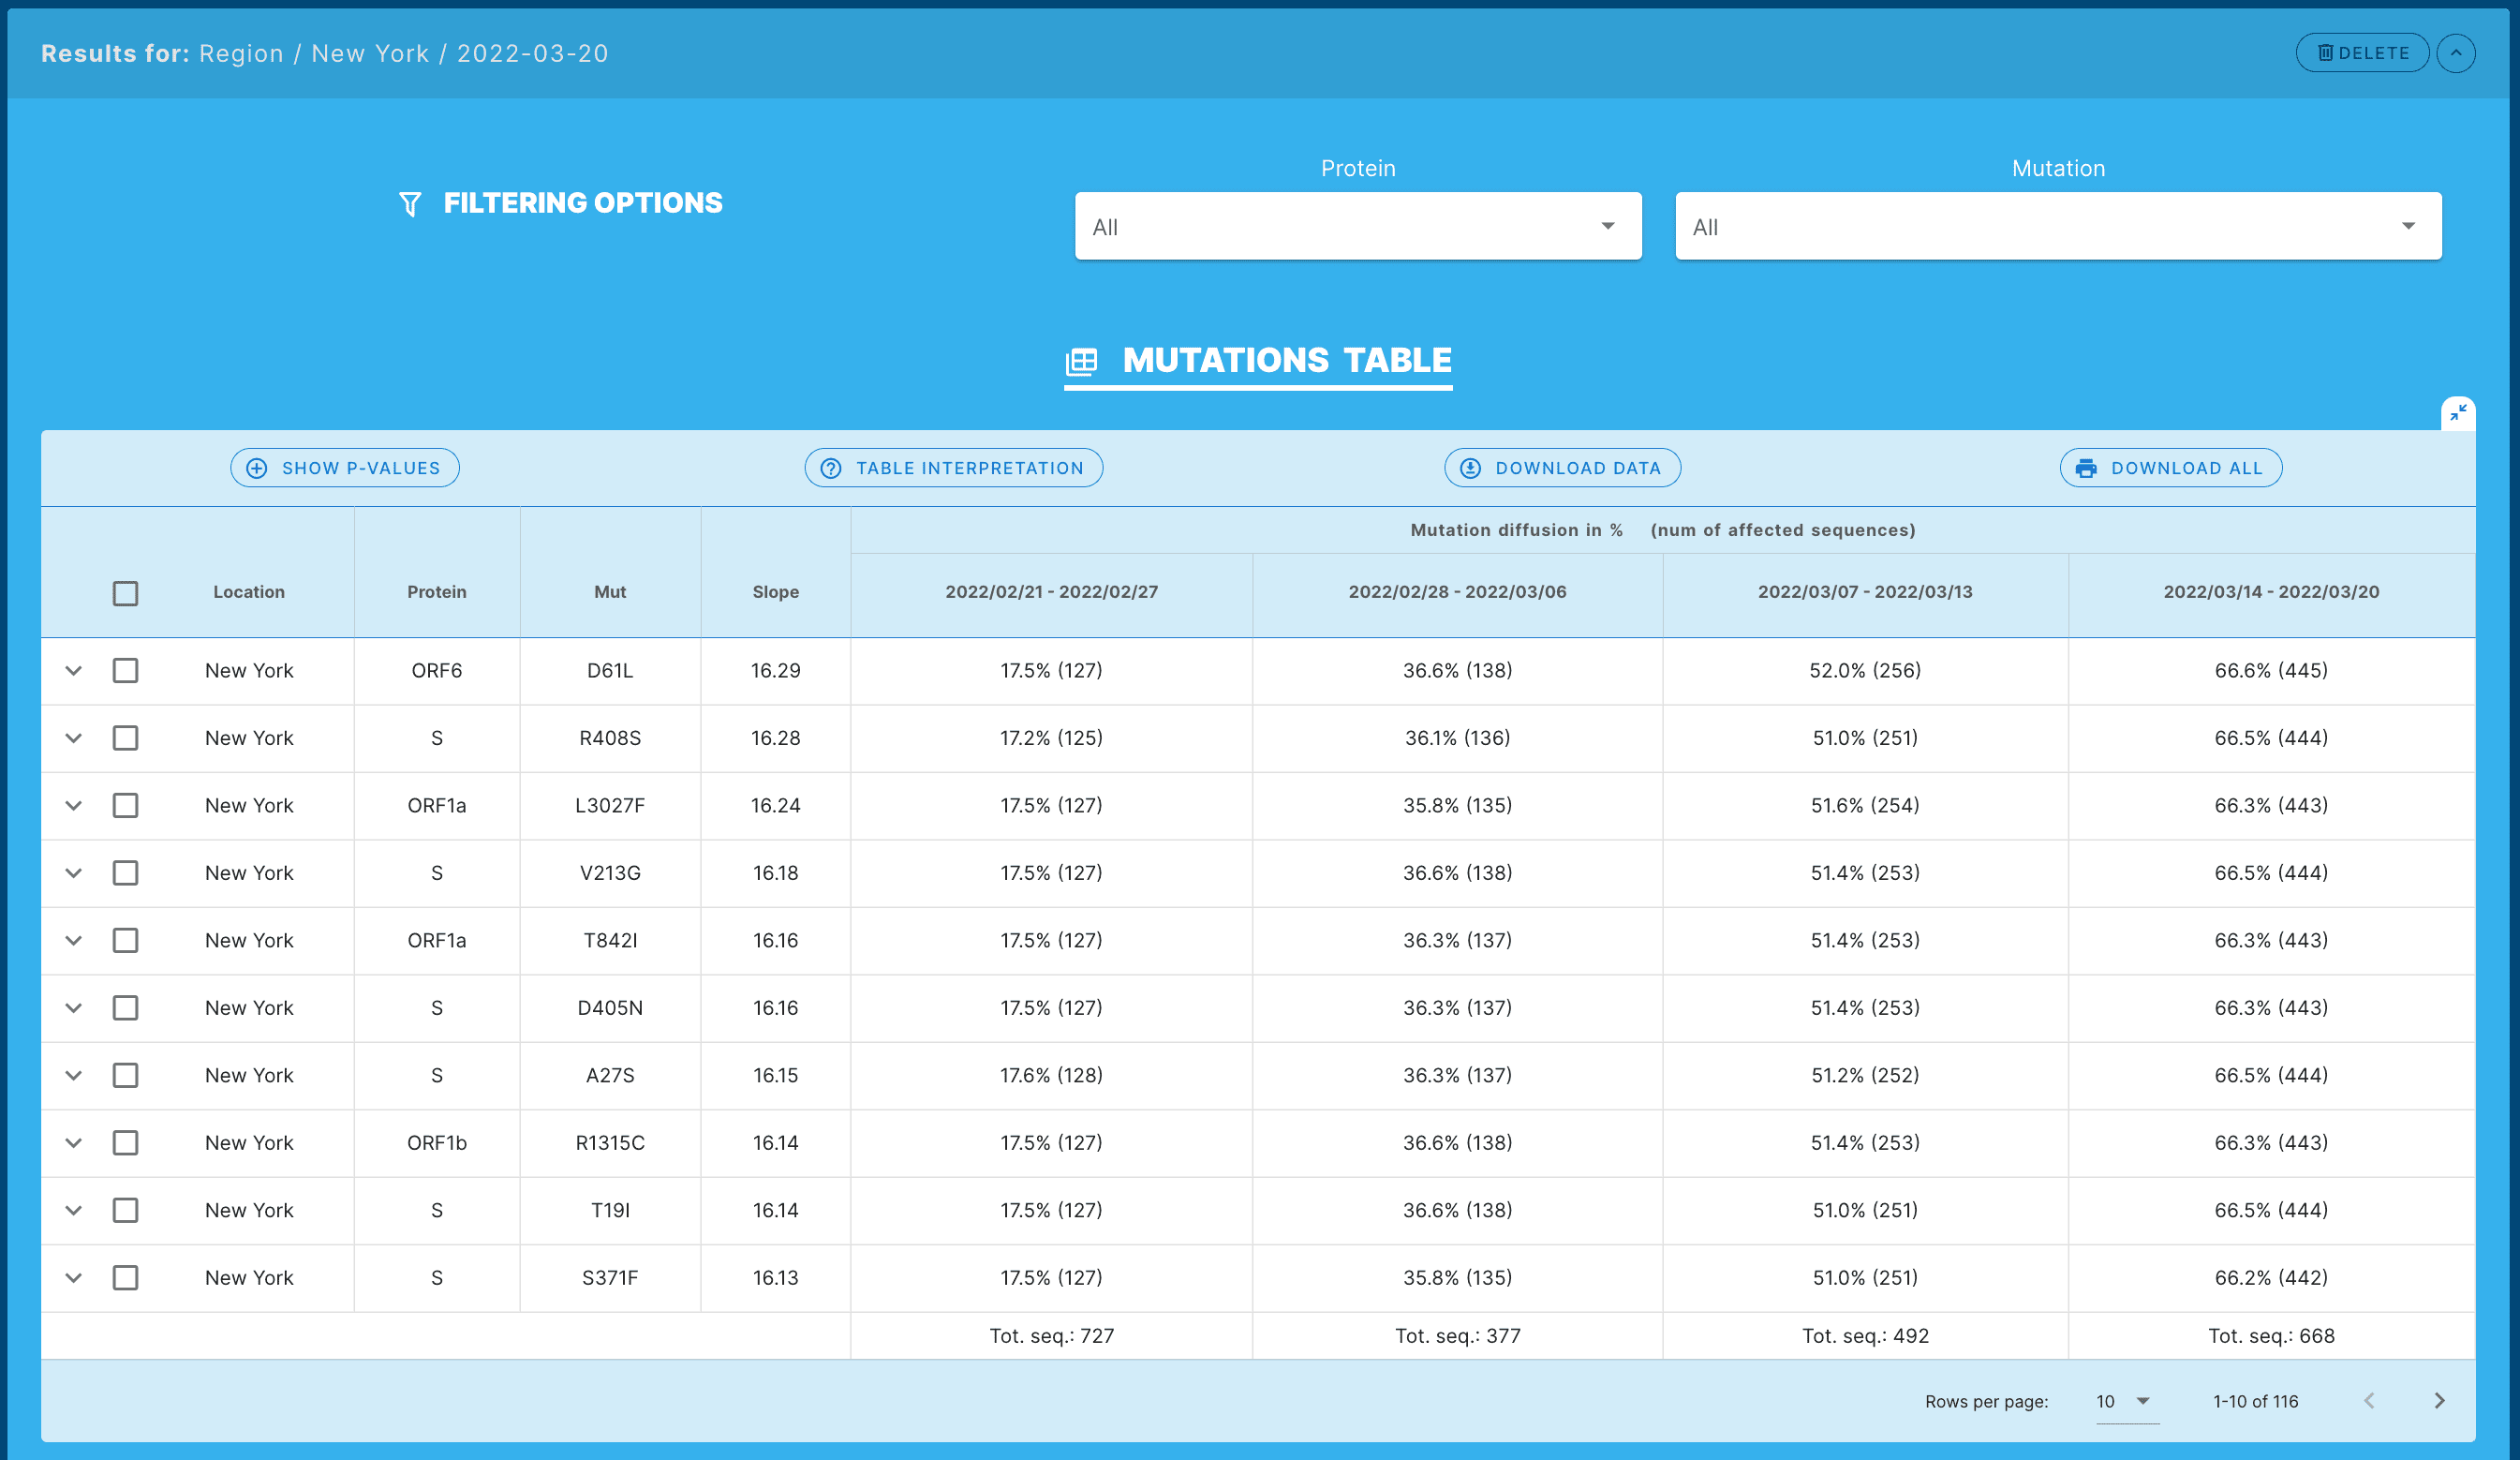 Results for: Region / New York / 2022-03-20
DELETE
FILTERING OPTIONS
Protein
All
Mutation
All
MUTATIONS TABLE
SHOW P-VALUES
TABLE INTERPRETATION
DOWNLOAD DATA
DOWNLOAD ALL
Mutation diffusion in % (num of affected sequences)
Location Protein Mut Slope 2022/02/21 - 2022/02/27 2022/02/28 - 2022/03/06 2022/03/07 - 2022/03/13 2022/03/14 - 2022/03/20
New York ORF6 D61L 16.29 17.5% (127) 36.6% (138) 52.0% (256) 66.6% (445)
New York S R408S 16.28 17.2% (125) 36.1% (136) 51.0% (251) 66.5% (444)
New York ORF1a L3027F 16.24 17.5% (127) 35.8% (135) 51.6% (254) 66.3% (443)
New York S V213G 16.18 17.5% (127) 36.6% (138) 51.4% (253) 66.5% (444)
New York ORF1a T842I 16.16 17.5% (127) 36.3% (137) 51.4% (253) 66.3% (443)
New York S D405N 16.16 17.5% (127) 36.3% (137) 51.4% (253) 66.3% (443)
New York S A27S 16.15 17.6% (128) 36.3% (137) 51.2% (252) 66.5% (444)
New York ORF1b R1315C 16.14 17.5% (127) 36.6% (138) 51.4% (253) 66.3% (443)
New York S T19I 16.14 17.5% (127) 36.6% (138) 51.0% (251) 66.5% (444)
New York S S371F 16.13 17.5% (127) 35.8% (135) 51.0% (251) 66.2% (442)
Tot. seq.: 727 Tot. seq.: 377 Tot. seq.: 492 Tot. seq.: 668
Rows per page: 10 1-10 of 116